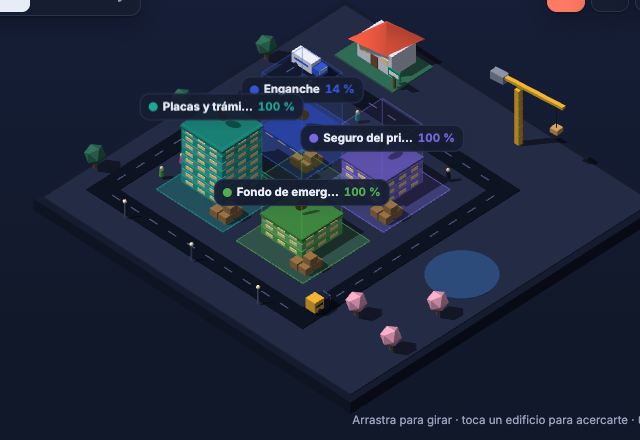 Enganche 14 %
Placas y trámi... 100 %
Seguro del pri... 100 %
Fondo de emerg... 100 %
Arrastra para girar · toca un edificio para acercarte ·